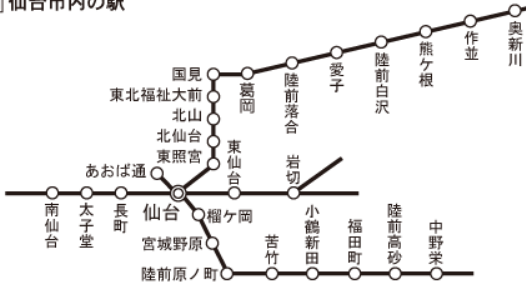 仙台市内の駅
奥新川
作並
熊ケ根
陸前白沢
愛子
陸前落合
葛岡
国見
東北福祉大前
北山
北仙台
東照宮
あおば通
東仙台
岩切
南仙台
太子堂
長町
仙台
榴ケ岡
宮城野原
陸前原ノ町
苦竹
小鶴新田
福田町
陸前高砂
中野栄